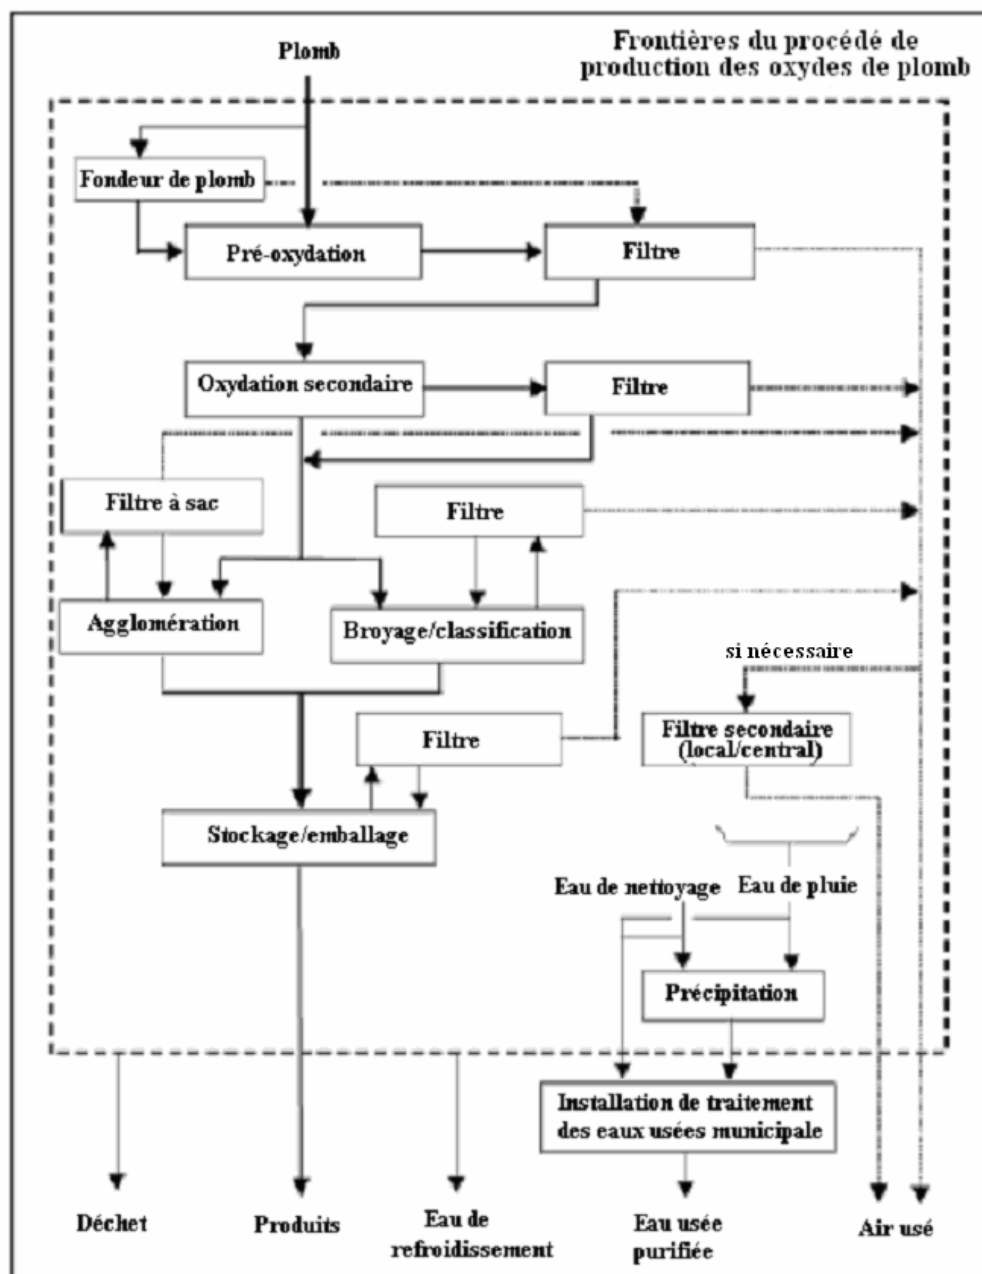 Frontières du procédé de
production des oxydes de plomb
Plomb
Fondeur de plomb
Pré-oxydation
Filtre
Oxydation secondaire
Filtre
Filtre à sac
Filtre
Agglomération
Broyage/classification
si nécessaire
Filtre
Filtre secondaire
(local/central)
Stockage/emballage
Eau de nettoyage
Eau de pluie
Précipitation
Installation de traitement
des eaux usées municipale
Déchet
Produits
Eau de
refroidissement
Eau usée
purifiée
Air usé